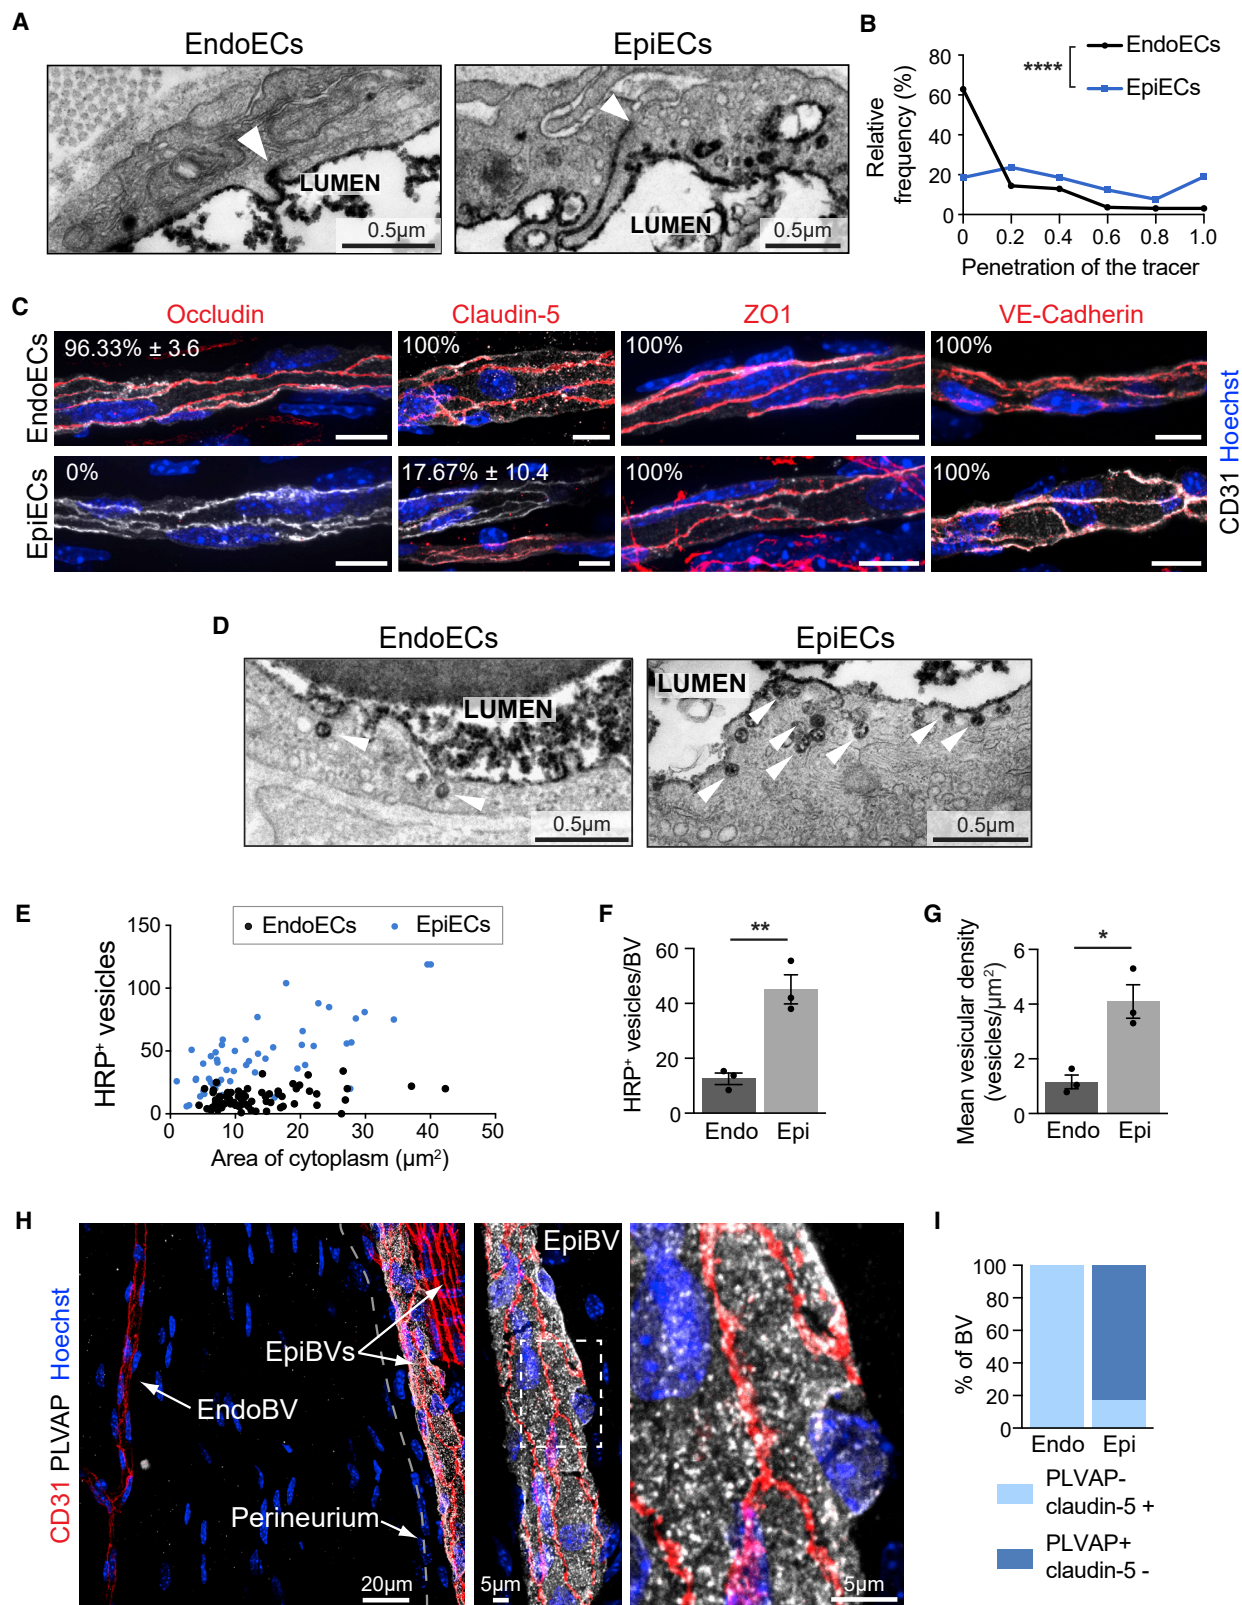 A
EndoECs
EpiECs
LUMEN
0.5µm
LUMEN
0.5µm
B
EndoECs
EpiECs
****
Relative
frequency (%)
80
60
40
20
0
0 0.2 0.4 0.6 0.8 1.0
Penetration of the tracer
C
Occludin
Claudin-5
ZO1
VE-Cadherin
EndoECs
96.33% ± 3.6
100%
100%
100%
EpiECs
0%
17.67% ± 10.4
100%
100%
CD31 Hoechst
D
EndoECs
EpiECs
LUMEN
0.5µm
LUMEN
0.5µm
E
EndoECs EpiECs
HRP+ vesicles
150
100
50
0
0 10 20 30 40 50
Area of cytoplasm (µm²)
F
**
HRP+ vesicles/BV
60
40
20
0
Endo Epi
G
*
Mean vesicular density
(vesicles/µm²)
6
4
2
0
Endo Epi
H
CD31 PLVAP Hoechst
EpiBVs
EndoBV
Perineurium
20µm
EpiBV
5µm
5µm
I
% of BV
100
80
60
40
20
0
Endo Epi
PLVAP-
claudin-5 +
PLVAP+
claudin-5 -